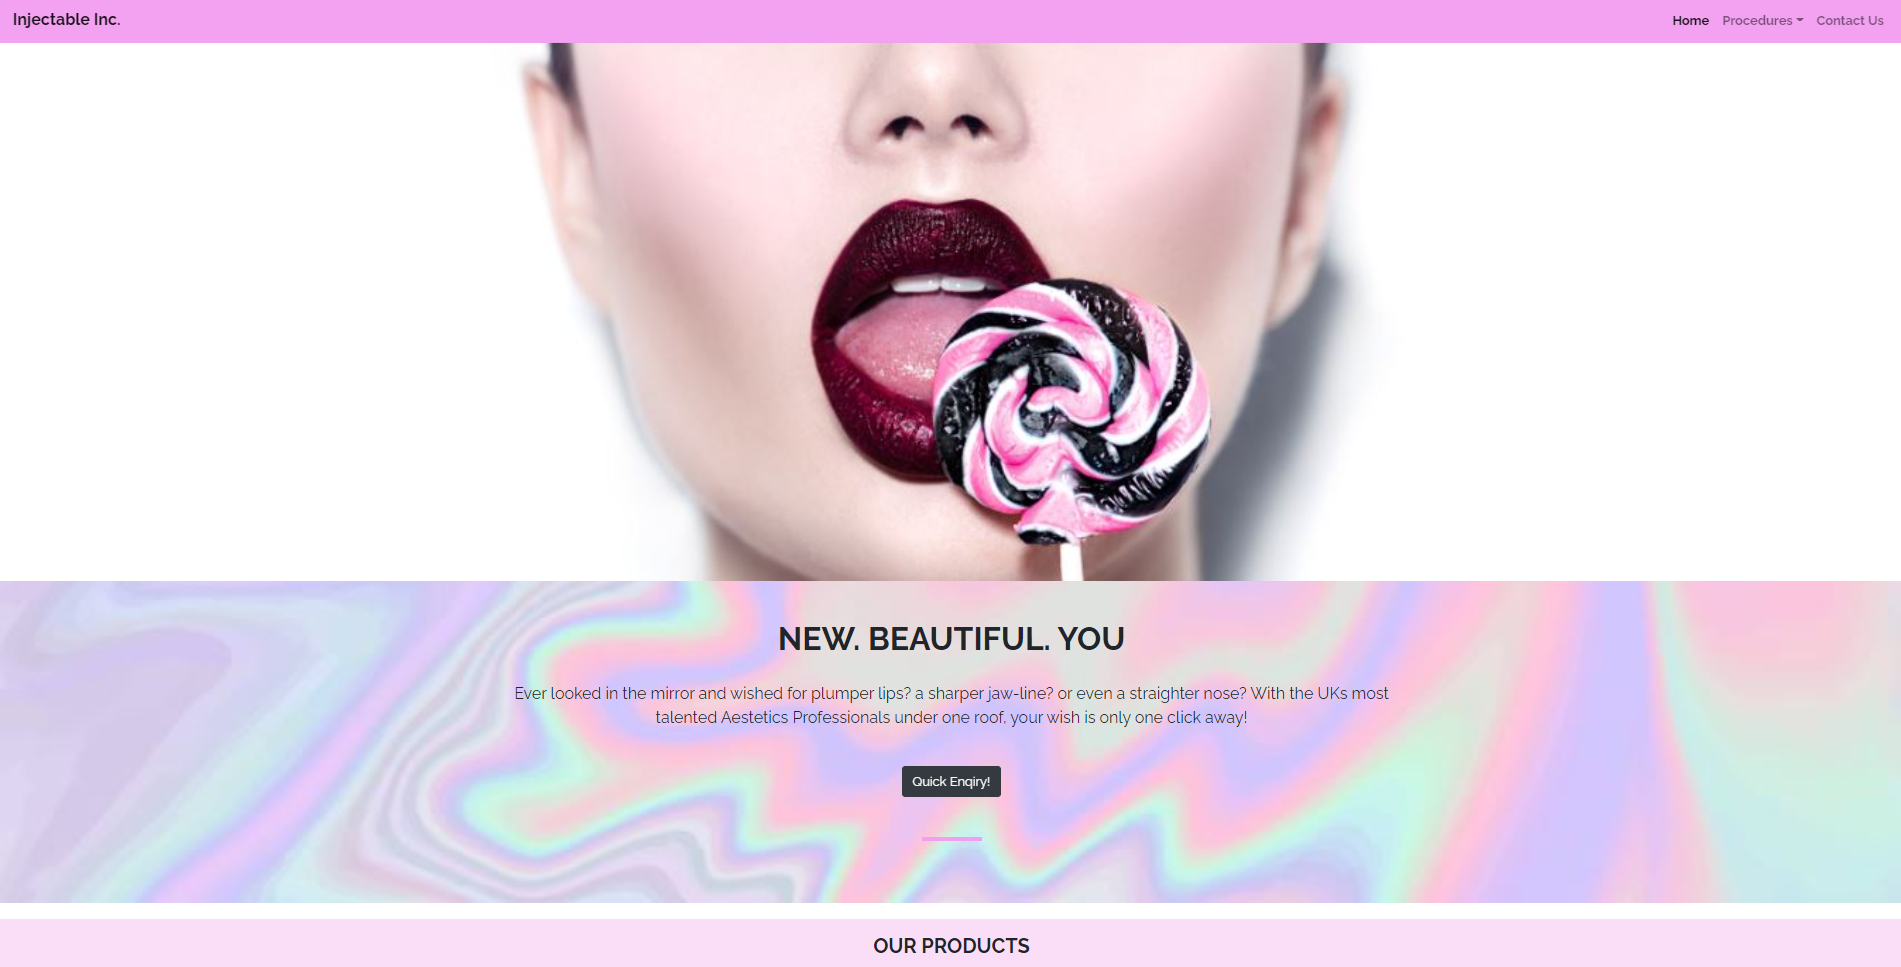 Injectable Inc.
Home Procedures Contact Us
NEW. BEAUTIFUL. YOU
Ever looked in the mirror and wished for plumper lips? a sharper jaw-line? or even a straighter nose? With the UKs most
talented Aestetics Professionals under one roof, your wish is only one click away!
Quick Enqiry!
OUR PRODUCTS